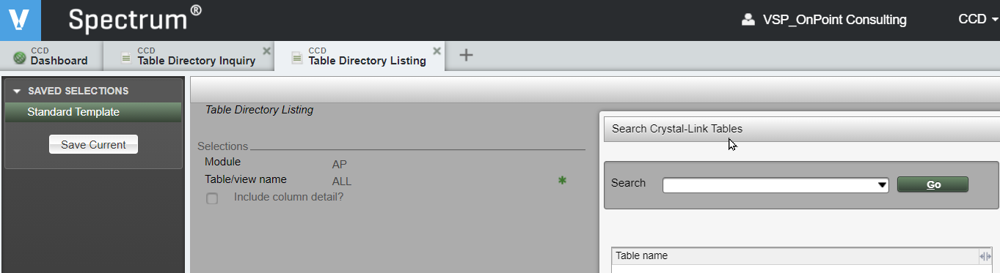 V Spectrum®
VSP_OnPoint Consulting
CCD
CCD
Dashboard
CCD
Table Directory Inquiry
CCD
Table Directory Listing
SAVED SELECTIONS
Standard Template
Save Current
Table Directory Listing
Selections
Module AP
Table/view name ALL *
Include column detail?
Search Crystal-Link Tables
Search
Go
Table name